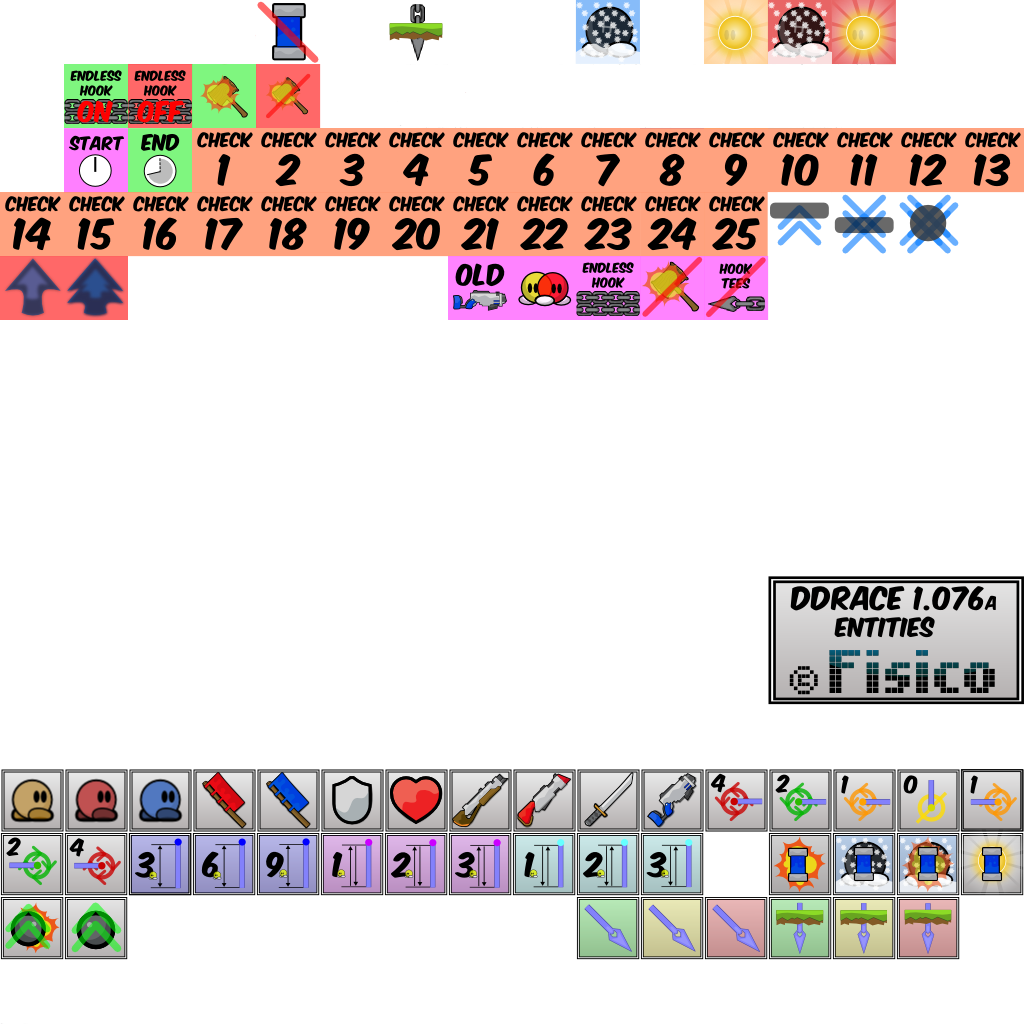 ENDLESS HOOK ON
ENDLESS HOOK OFF
START
END
CHECK 1
CHECK 2
CHECK 3
CHECK 4
CHECK 5
CHECK 6
CHECK 7
CHECK 8
CHECK 9
CHECK 10
CHECK 11
CHECK 12
CHECK 13
CHECK 14
CHECK 15
CHECK 16
CHECK 17
CHECK 18
CHECK 19
CHECK 20
CHECK 21
CHECK 22
CHECK 23
CHECK 24
CHECK 25
OLD
ENDLESS HOOK
HOOK TEES
DDRACE 1.076A
ENTITIES
© Fisico
4 2 1 0 1
2 4 3 6 9 1 2 3 1 2 3